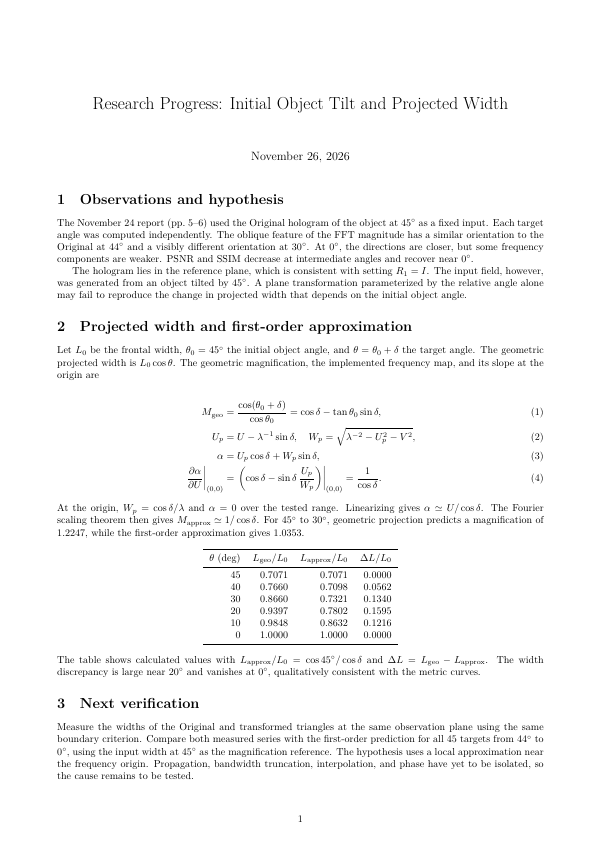 Research Progress: Initial Object Tilt and Projected Width
November 26, 2026
1 Observations and hypothesis
The November 24 report (pp. 5–6) used the Original hologram of the object at 45° as a fixed input. Each target
angle was computed independently. The oblique feature of the FFT magnitude has a similar orientation to the
Original at 44° and a visibly different orientation at 30°. At 0°, the directions are closer, but some frequency
components are weaker. PSNR and SSIM decrease at intermediate angles and recover near 0°.
The hologram lies in the reference plane, which is consistent with setting R₁ = I. The input field, however,
was generated from an object tilted by 45°. A plane transformation parameterized by the relative angle alone
may fail to reproduce the change in projected width that depends on the initial object angle.
2 Projected width and first-order approximation
Let L₀ be the frontal width, θ₀ = 45° the initial object angle, and θ = θ₀ + δ the target angle. The geometric
projected width is L₀ cos θ. The geometric magnification, the implemented frequency map, and its slope at the
origin are
M_geo = cos(θ₀ + δ) / cos θ₀ = cos δ − tan θ₀ sin δ, (1)
U_p = U − λ⁻¹ sin δ, W_p = √(λ⁻² − U_p² − V²), (2)
α = U_p cos δ + W_p sin δ, (3)
∂α/∂U |_(0,0) = (cos δ − sin δ U_p/W_p) |_(0,0) = 1/cos δ. (4)
At the origin, W_p = cos δ/λ and α = 0 over the tested range. Linearizing gives α ≃ U/ cos δ. The Fourier
scaling theorem then gives M_approx ≃ 1/ cos δ. For 45° to 30°, geometric projection predicts a magnification of
1.2247, while the first-order approximation gives 1.0353.
θ (deg) L_geo/L₀ L_approx/L₀ ΔL/L₀
45 0.7071 0.7071 0.0000
40 0.7660 0.7098 0.0562
30 0.8660 0.7321 0.1340
20 0.9397 0.7802 0.1595
10 0.9848 0.8632 0.1216
0 1.0000 1.0000 0.0000
The table shows calculated values with L_approx/L₀ = cos 45°/ cos δ and ΔL = L_geo − L_approx. The width
discrepancy is large near 20° and vanishes at 0°, qualitatively consistent with the metric curves.
3 Next verification
Measure the widths of the Original and transformed triangles at the same observation plane using the same
boundary criterion. Compare both measured series with the first-order prediction for all 45 targets from 44° to
0°, using the input width at 45° as the magnification reference. The hypothesis uses a local approximation near
the frequency origin. Propagation, bandwidth truncation, interpolation, and phase have yet to be isolated, so
the cause remains to be tested.
1